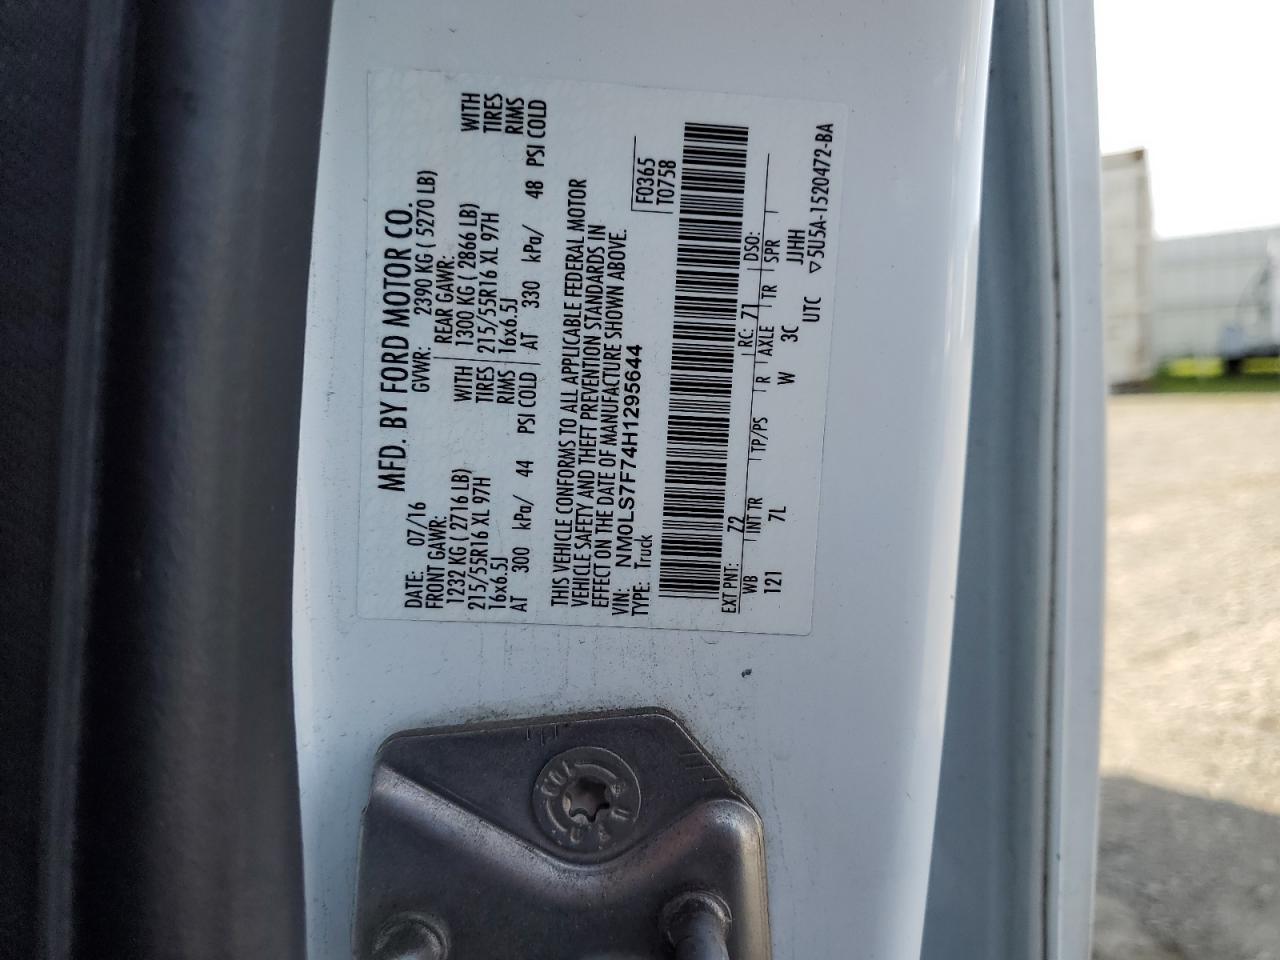 MFD. BY FORD MOTOR CO.
DATE: 07/16 GVWR: 2390 KG ( 5270 LB)
FRONT GAWR: REAR GAWR:
1232 KG ( 2716 LB) WITH 1300 KG ( 2866 LB) WITH
215/55R16 XL 97H TIRES 215/55R16 XL 97H TIRES
16x6.5J RIMS 16x6.5J RIMS
AT 300 kPa/ 44 PSI COLD AT 330 kPa/ 48 PSI COLD
THIS VEHICLE CONFORMS TO ALL APPLICABLE FEDERAL MOTOR
VEHICLE SAFETY AND THEFT PREVENTION STANDARDS IN
EFFECT ON THE DATE OF MANUFACTURE SHOWN ABOVE.
VIN: NM0LS7F74H1295644 F0365
TYPE: Truck T0758
EXT PNT: Z2 RC: 71 DSO:
WB INT TR TP/PS R AXLE TR SPR
121 7L W 3C JJHH
UTC ▽5U5A-1520472-BA